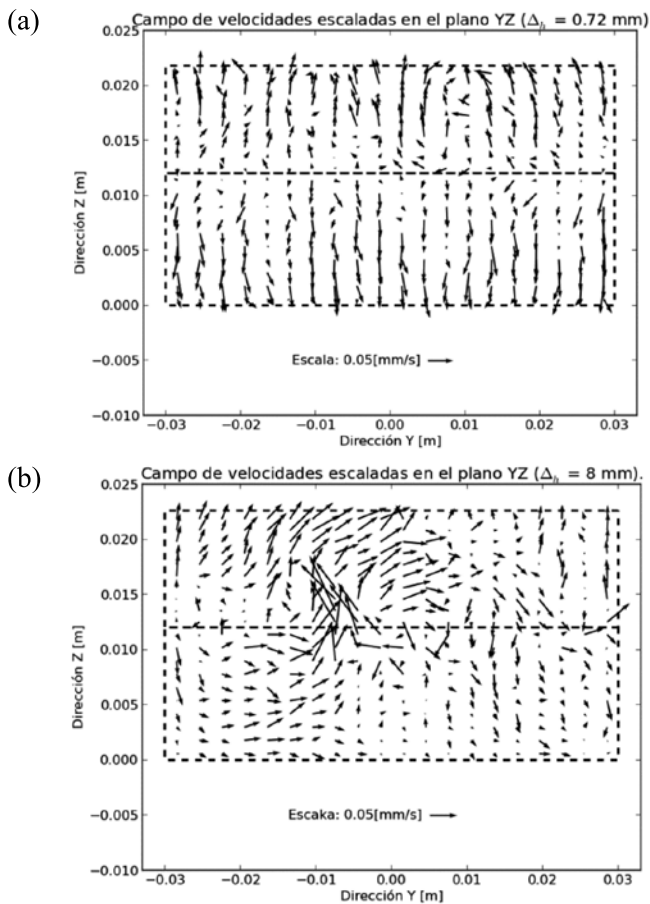 (a)
Campo de velocidades escaladas en el plano YZ (Δₕ = 0.72 mm)
0.025
0.020
0.015
0.010
0.005
0.000
−0.005
−0.010
Dirección Z [m]
Escala: 0.05[mm/s]
−0.03 −0.02 −0.01 0.00 0.01 0.02 0.03
Dirección Y [m]
(b)
Campo de velocidades escaladas en el plano YZ (Δₕ = 8 mm).
0.025
0.020
0.015
0.010
0.005
0.000
−0.005
−0.010
Dirección Z [m]
Escaka: 0.05[mm/s]
−0.03 −0.02 −0.01 0.00 0.01 0.02 0.03
Dirección Y [m]